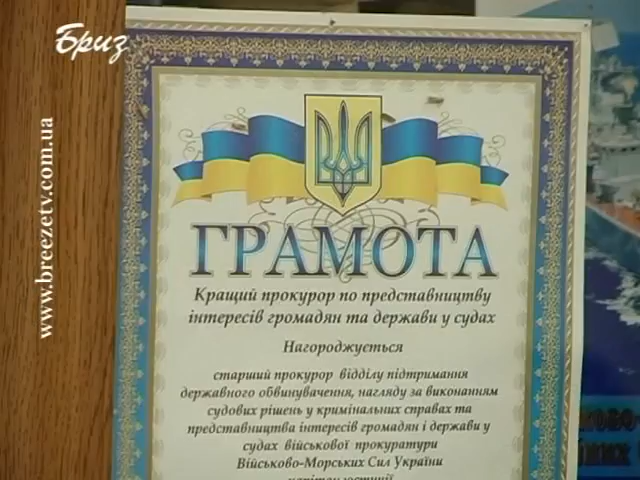 Бриз
www.breezetv.com.ua
ГРАМОТА
Кращий прокурор по представництву
інтересів громадян та держави у судах
Нагороджується
старший прокурор відділу підтримання
державного обвинувачення, нагляду за виконанням
судових рішень у кримінальних справах та
представництва інтересів громадян і держави у
судах військової прокуратури
Військово-Морських Сил України